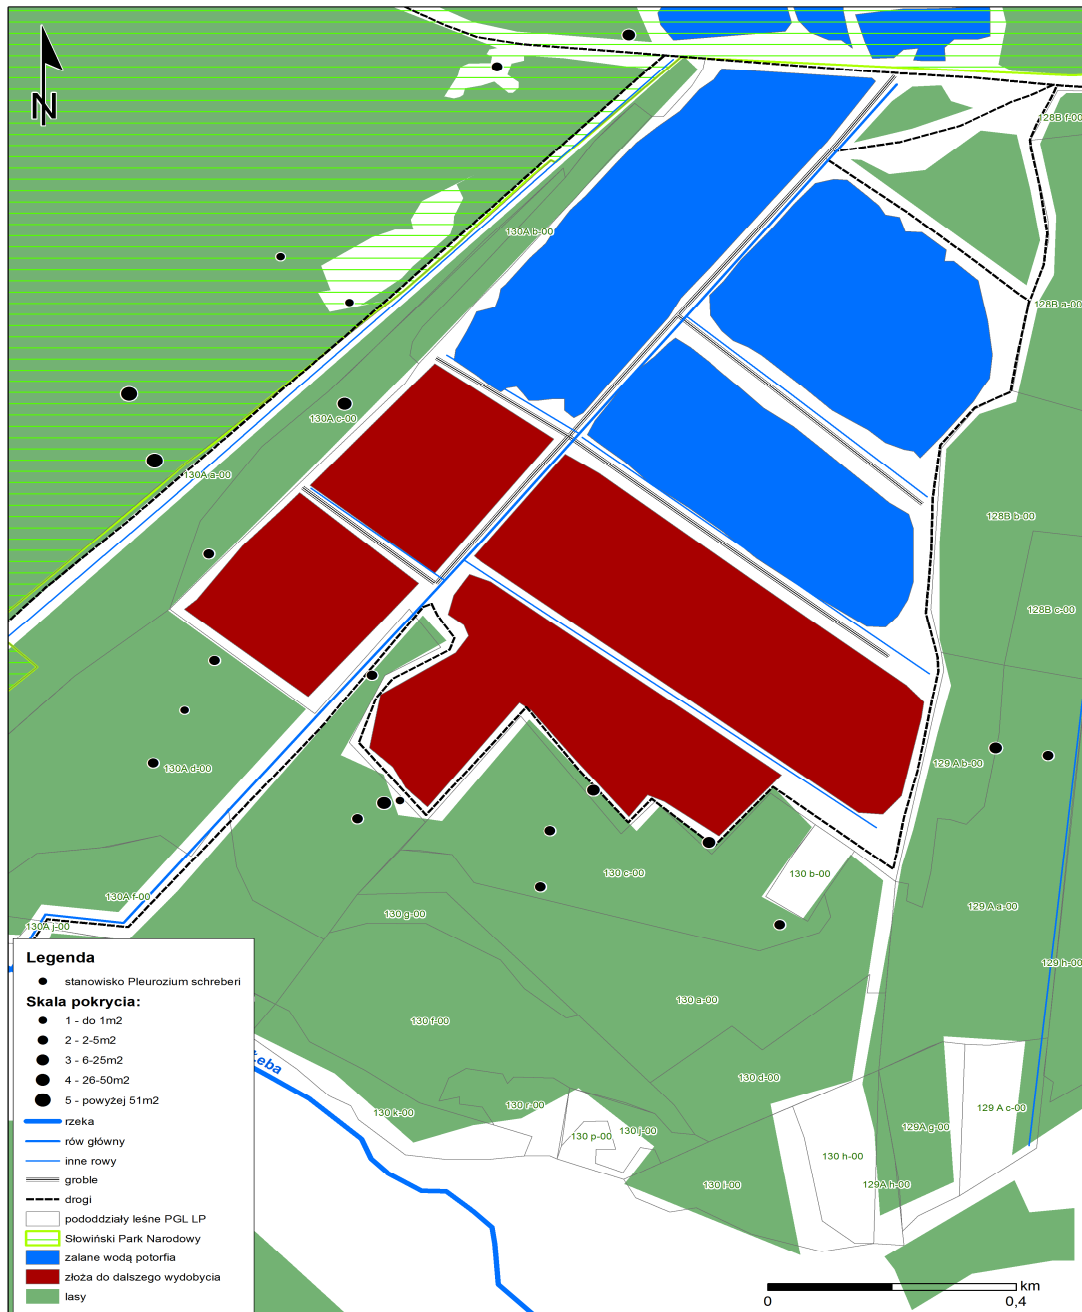 N
128B f-00
130A b-00
128B a-00
130A c-00
130A a-00
128B b-00
128B c-00
129 A b-00
130A d-00
130 b-00
130 c-00
130A f-00
130 g-00
129 A a-00
130A j-00
129 h-00
130 a-00
130 f-00
Łeba
130 d-00
129 A c-00
130 k-00
130 r-00
129A g-00
130 p-00
130 j-00
130 h-00
130 i-00
129A h-00
Legenda
stanowisko Pleurozium schreberi
Skala pokrycia:
1 - do 1m2
2 - 2-5m2
3 - 6-25m2
4 - 26-50m2
5 - powyżej 51m2
rzeka
rów główny
inne rowy
groble
drogi
pododdziały leśne PGL LP
Słowiński Park Narodowy
zalane wodą potorfia
złoża do dalszego wydobycia
lasy
km
0
0,4